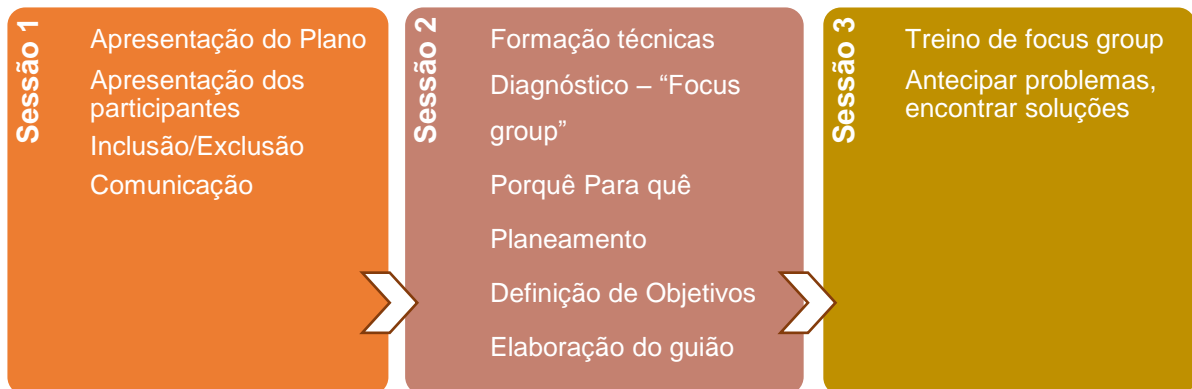 Sessão 1
Apresentação do Plano
Apresentação dos
participantes
Inclusão/Exclusão
Comunicação
Sessão 2
Formação técnicas
Diagnóstico – “Focus
group”
Porquê Para quê
Planeamento
Definição de Objetivos
Elaboração do guião
Sessão 3
Treino de focus group
Antecipar problemas,
encontrar soluções